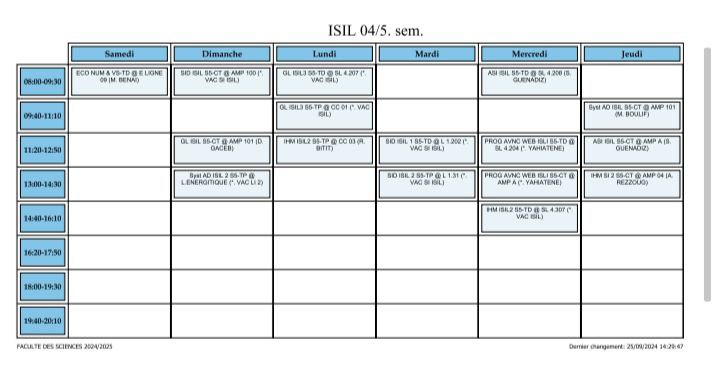 ISIL 04/5. sem.
Samedi Dimanche Lundi Mardi Mercredi Jeudi
08:00-09:30
ECO NUM & VS-TD @ E LIGNE
09 (M. BENAI)
SID ISIL S5-CT @ AMP 100 (*.
VAC SI ISIL)
GL ISIL3 S5-TD @ SL 4.207 (*.
VAC ISIL)
ASI ISIL S5-TD @ SL 4.208 (S.
GUENADIZ)
09:40-11:10
GL ISIL3 S5-TP @ CC 01 (*. VAC
ISIL)
Syst AD ISIL S5-CT @ AMP 101
(M. BOULIF)
11:20-12:50
GL ISIL S5-CT @ AMP 101 (D.
GACEB)
IHM ISIL2 S5-TP @ CC 03 (R.
BITIT)
SID ISIL 1 S5-TD @ L 1.202 (*.
VAC SI ISIL)
PROG AVNC WEB ISLI S5-TD @
SL 4.204 (*. YAHIATENE)
ASI ISIL S5-CT @ AMP A (S.
GUENADIZ)
13:00-14:30
Syst AD ISIL 2 S5-TP @
L.ENERGITIQUE (*. VAC LI 2)
SID ISIL 2 S5-TP @ L 1.31 (*.
VAC SI ISIL)
PROG AVNC WEB ISLI S5-CT @
AMP A (*. YAHIATENE)
IHM SI 2 S5-CT @ AMP 04 (A.
REZZOUG)
14:40-16:10
IHM ISIL2 S5-TD @ SL 4.307 (*.
VAC ISIL)
16:20-17:50
18:00-19:30
19:40-20:10
FACULTE DES SCIENCES 2024/2025
Dernier changement: 25/09/2024 14:29:47